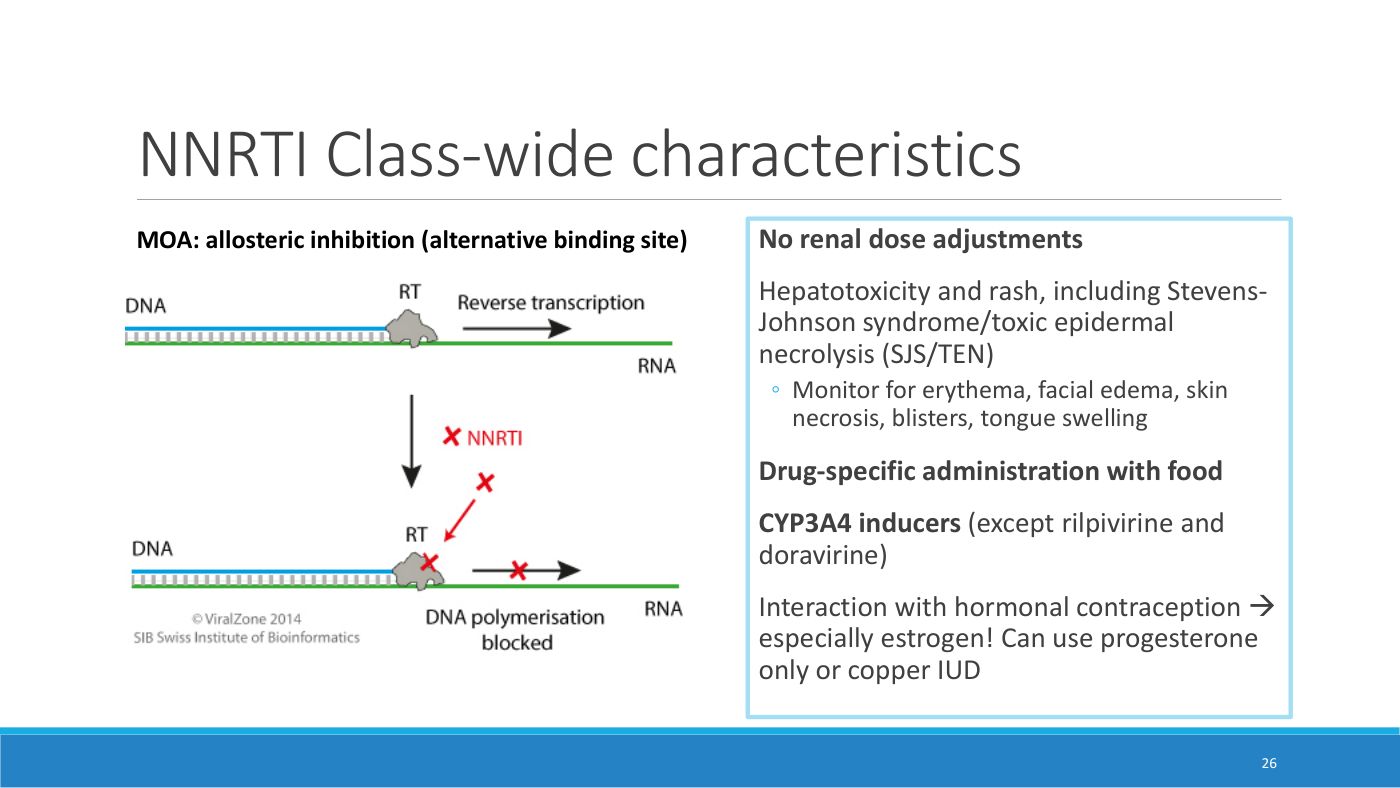 NNRTI Class-wide characteristics
MOA: allosteric inhibition (alternative binding site)
DNA
RT
Reverse transcription
RNA
✗ NNRTI
RT
DNA
RNA
DNA polymerisation
blocked
© ViralZone 2014
SIB Swiss Institute of Bioinformatics
No renal dose adjustments
Hepatotoxicity and rash, including Stevens-
Johnson syndrome/toxic epidermal
necrolysis (SJS/TEN)
◦ Monitor for erythema, facial edema, skin
necrosis, blisters, tongue swelling
Drug-specific administration with food
CYP3A4 inducers (except rilpivirine and
doravirine)
Interaction with hormonal contraception →
especially estrogen! Can use progesterone
only or copper IUD
26